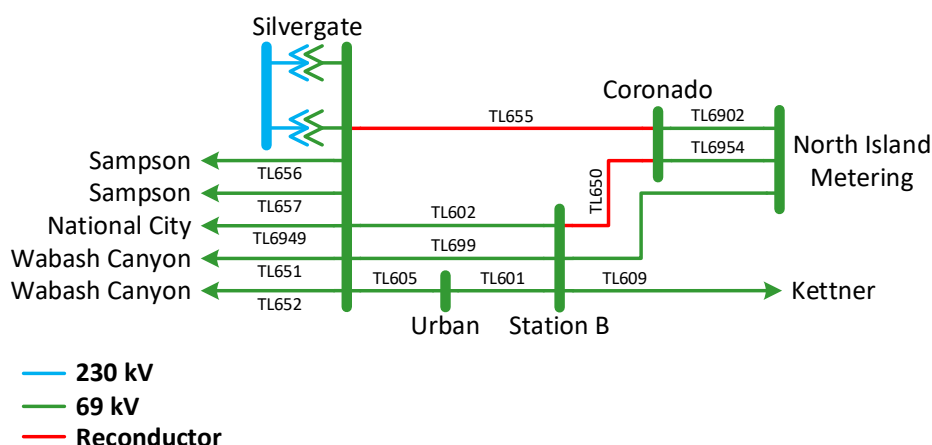 Silvergate
Coronado
TL655
TL6902
TL6954
North Island
Metering
Sampson
TL656
TL650
Sampson
TL657
TL602
National City
TL6949
TL699
Wabash Canyon
TL651
TL605
TL601
TL609
Wabash Canyon
TL652
Kettner
Urban
Station B
230 kV
69 kV
Reconductor